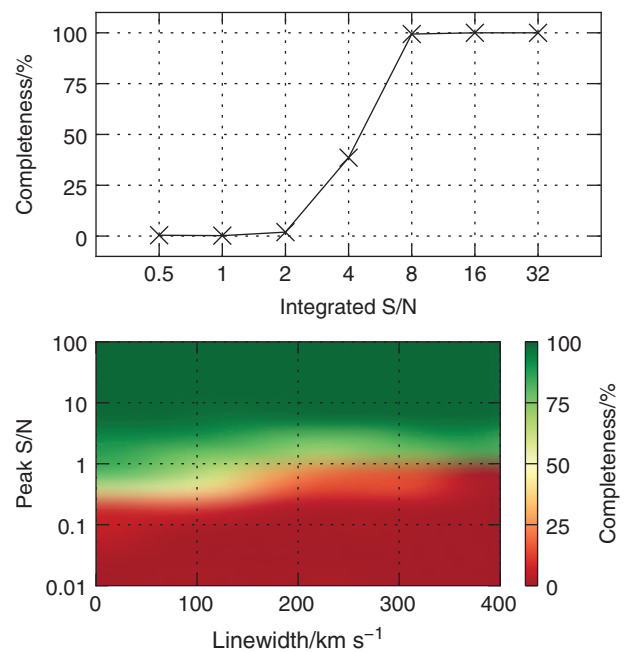 100
75
50
25
0
Completeness/%
0.5 1 2 4 8 16 32
Integrated S/N
100
10
1
0.1
0.01
Peak S/N
0 100 200 300 400
Linewidth/km s⁻¹
100
75
50
25
0
Completeness/%